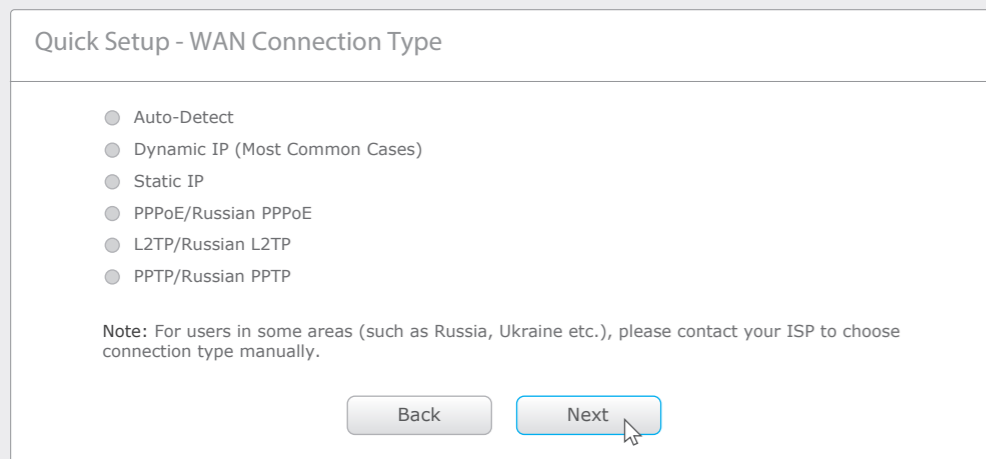 Quick Setup - WAN Connection Type
Auto-Detect
Dynamic IP (Most Common Cases)
Static IP
PPPoE/Russian PPPoE
L2TP/Russian L2TP
PPTP/Russian PPTP
Note: For users in some areas (such as Russia, Ukraine etc.), please contact your ISP to choose
connection type manually.
Back Next